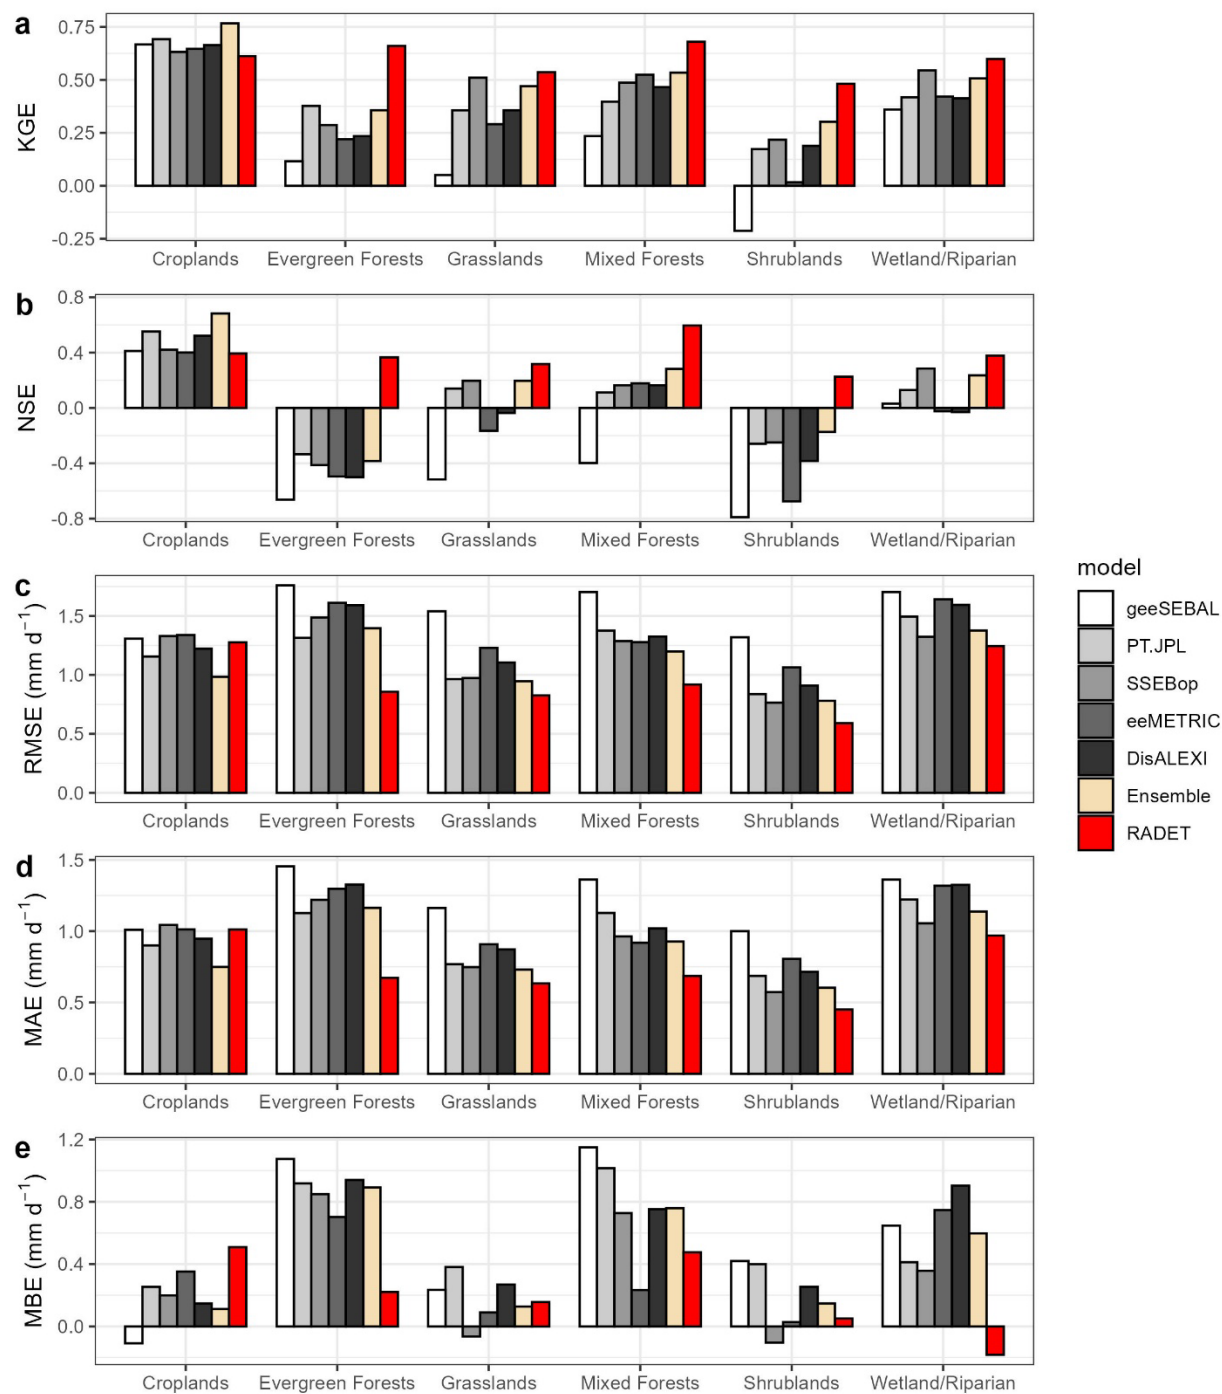 a
KGE
0.75
0.50
0.25
0.00
-0.25
Croplands Evergreen Forests Grasslands Mixed Forests Shrublands Wetland/Riparian
b
NSE
0.8
0.4
0.0
-0.4
-0.8
Croplands Evergreen Forests Grasslands Mixed Forests Shrublands Wetland/Riparian
c
RMSE (mm d⁻¹)
1.5
1.0
0.5
0.0
Croplands Evergreen Forests Grasslands Mixed Forests Shrublands Wetland/Riparian
d
MAE (mm d⁻¹)
1.5
1.0
0.5
0.0
Croplands Evergreen Forests Grasslands Mixed Forests Shrublands Wetland/Riparian
e
MBE (mm d⁻¹)
1.2
0.8
0.4
0.0
Croplands Evergreen Forests Grasslands Mixed Forests Shrublands Wetland/Riparian
model
geeSEBAL
PT.JPL
SSEBop
eeMETRIC
DisALEXI
Ensemble
RADET